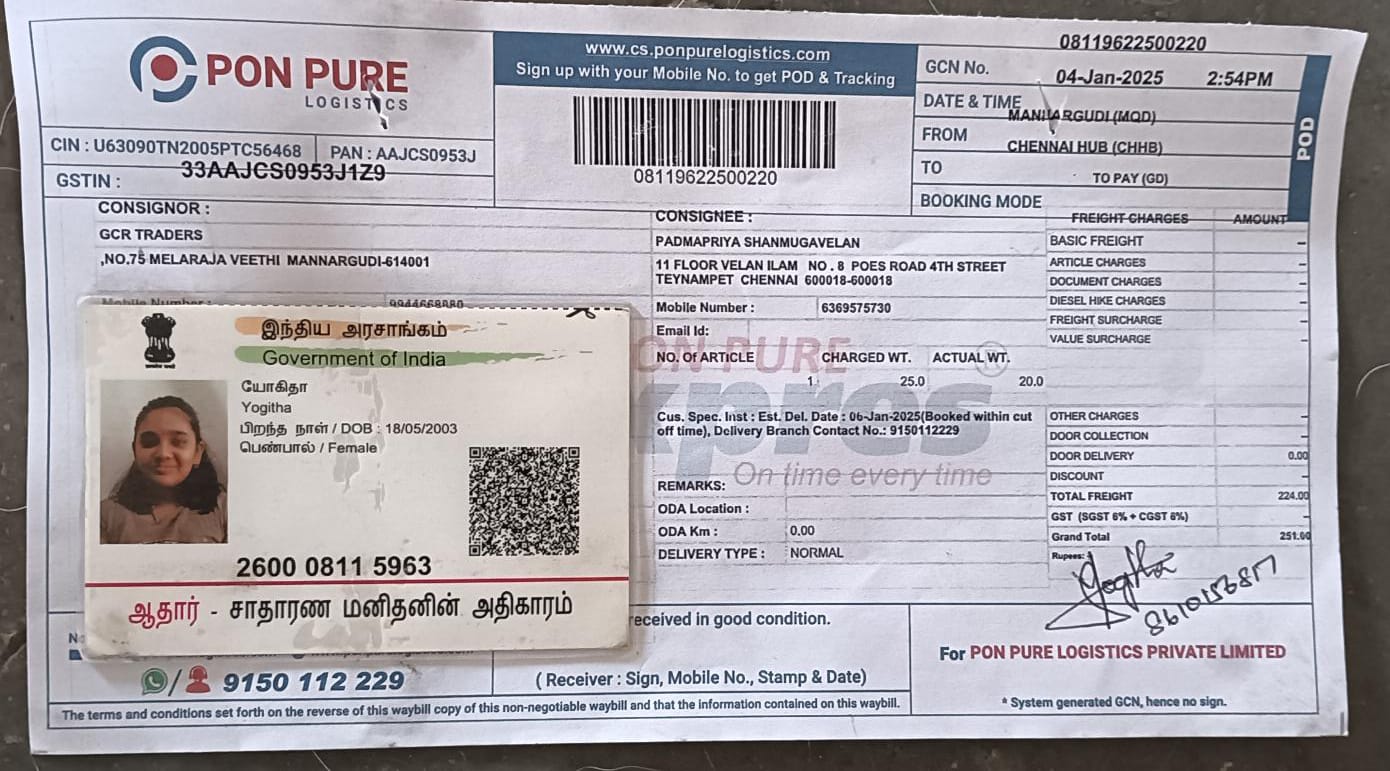 PON PURE
LOGISTICS
www.cs.ponpurelogistics.com
Sign up with your Mobile No. to get POD & Tracking
08119622500220
GCN No. 08119622500220
DATE & TIME 04-Jan-2025 2:54PM
FROM MANNARGUDI (MQD)
TO CHENNAI HUB (CHHB)
BOOKING MODE TO PAY (GD)
POD
CIN : U63090TN2005PTC56468 PAN : AAJCS0953J
GSTIN : 33AAJCS0953J1Z9
CONSIGNOR :
GCR TRADERS
,NO.75 MELARAJA VEETHI MANNARGUDI-614001
Mobile Number : 9944668880
CONSIGNEE :
PADMAPRIYA SHANMUGAVELAN
11 FLOOR VELAN ILAM NO . 8 POES ROAD 4TH STREET
TEYNAMPET CHENNAI 600018-600018
Mobile Number : 6369575730
Email Id:
NO. Of ARTICLE CHARGED WT. ACTUAL WT.
1 25.0 20.0
Cus. Spec. Inst : Est. Del. Date : 06-Jan-2025(Booked within cut
off time), Delivery Branch Contact No.: 9150112229
On time every time
REMARKS:
ODA Location :
ODA Km : 0.00
DELIVERY TYPE : NORMAL
FREIGHT CHARGES AMOUNT
BASIC FREIGHT –
ARTICLE CHARGES –
DOCUMENT CHARGES –
DIESEL HIKE CHARGES –
FREIGHT SURCHARGE –
VALUE SURCHARGE –
OTHER CHARGES –
DOOR COLLECTION –
DOOR DELIVERY 0.00
DISCOUNT –
TOTAL FREIGHT 224.00
GST (SGST 6% + CGST 6%) –
Grand Total 251.00
Rupees:
Yogitha
8610156817
இந்திய அரசாங்கம்
Government of India
யோகிதா
Yogitha
பிறந்த நாள் / DOB : 18/05/2003
பெண்பால் / Female
2600 0811 5963
ஆதார் - சாதாரண மனிதனின் அதிகாரம்
received in good condition.
( Receiver : Sign, Mobile No., Stamp & Date)
9150 112 229
For PON PURE LOGISTICS PRIVATE LIMITED
* System generated GCN, hence no sign.
The terms and conditions set forth on the reverse of this waybill copy of this non-negotiable waybill and that the information contained on this waybill.